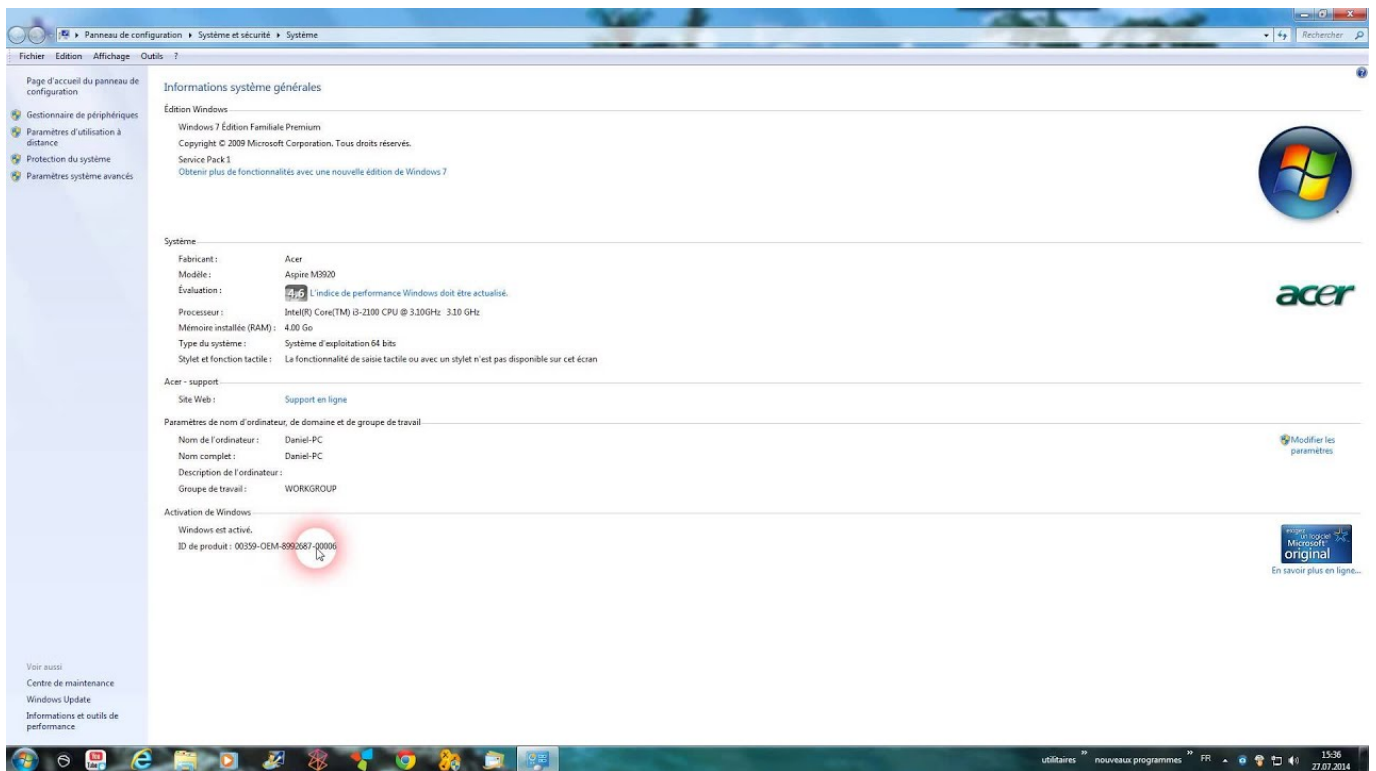 Panneau de configuration ▸ Système et sécurité ▸ Système
Rechercher
Fichier Edition Affichage Outils ?
Page d'accueil du panneau de
configuration
Gestionnaire de périphériques
Paramètres d'utilisation à
distance
Protection du système
Paramètres système avancés
Informations système générales
Édition Windows
Windows 7 Édition Familiale Premium
Copyright © 2009 Microsoft Corporation. Tous droits réservés.
Service Pack 1
Obtenir plus de fonctionnalités avec une nouvelle édition de Windows 7
Système
Fabricant : Acer
Modèle : Aspire M3920
Évaluation : 4,6 L'indice de performance Windows doit être actualisé.
Processeur : Intel(R) Core(TM) i3-2100 CPU @ 3.10GHz 3.10 GHz
Mémoire installée (RAM) : 4.00 Go
Type du système : Système d'exploitation 64 bits
Stylet et fonction tactile : La fonctionnalité de saisie tactile ou avec un stylet n'est pas disponible sur cet écran
acer
Acer - support
Site Web : Support en ligne
Paramètres de nom d'ordinateur, de domaine et de groupe de travail
Nom de l'ordinateur : Daniel-PC
Nom complet : Daniel-PC
Description de l'ordinateur :
Groupe de travail : WORKGROUP
Modifier les
paramètres
Activation de Windows
Windows est activé.
ID de produit : 00359-OEM-8992687-00006
exigez
un logiciel
Microsoft
original
En savoir plus en ligne...
Voir aussi
Centre de maintenance
Windows Update
Informations et outils de
performance
You
Tube
utilitaires » nouveaux programmes » FR 15:36
27.07.2014